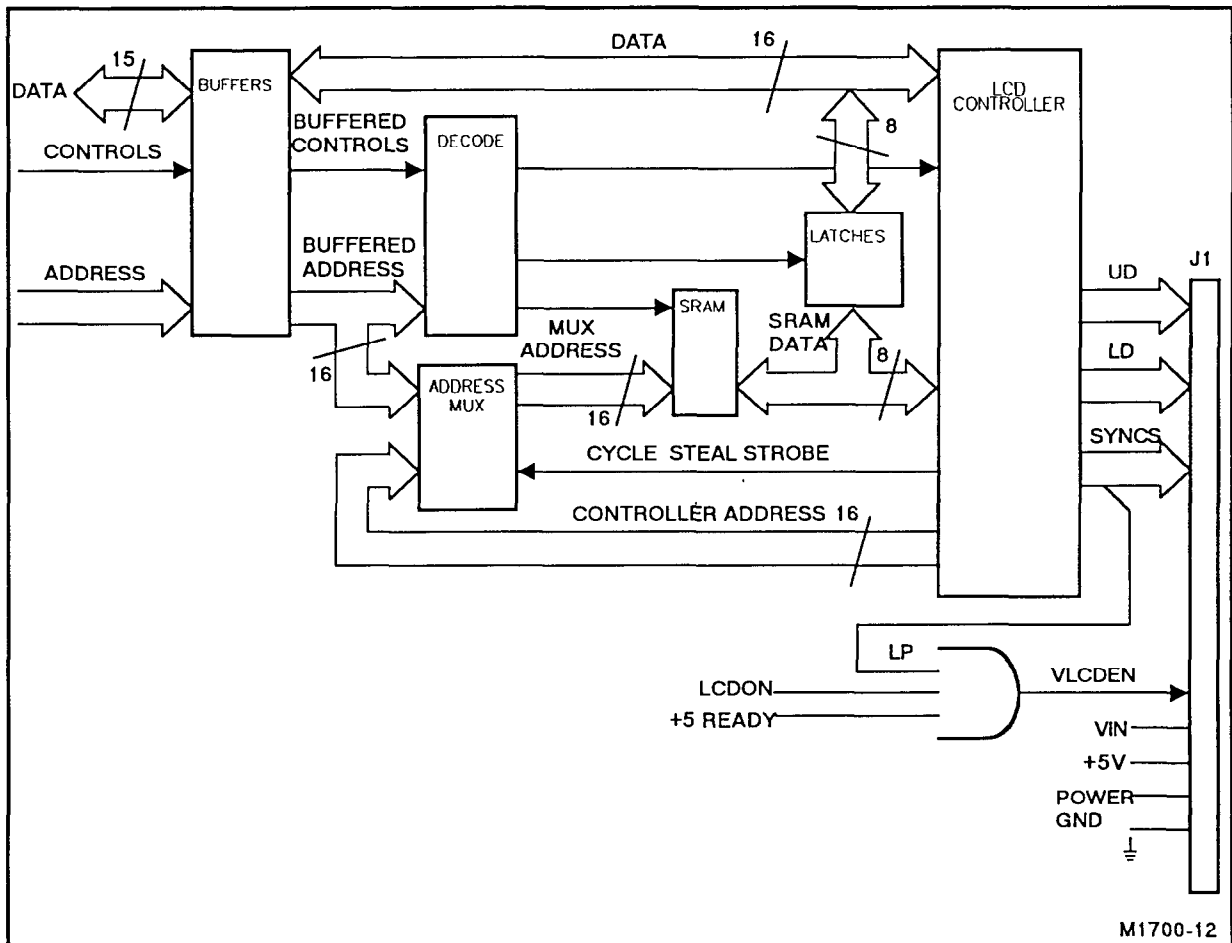 DATA 16
15
DATA
BUFFERS
LCD
CONTROLLER
BUFFERED
CONTROLS
DECODE
8
CONTROLS
LATCHES
BUFFERED
ADDRESS
ADDRESS
J1
UD
SRAM
MUX
ADDRESS
SRAM
DATA
LD
16
8
ADDRESS
MUX
16
SYNCS
CYCLE STEAL STROBE
CONTROLLER ADDRESS 16
LP
VLCDEN
LCDON
+5 READY
VIN
+5V
POWER
GND
M1700-12